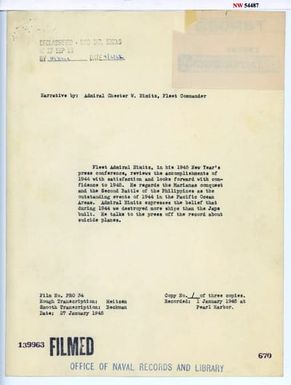 NW 54487
DECLASSIFIED
Narrative by: Admiral Chester W. Nimitz, Fleet Commander
Fleet Admiral Nimitz, in his 1945 New Year's
press conference, reviews the accomplishments of
1944 with satisfaction and looks forward with con-
fidence to 1945. He regards the Marianas conquest
and the Second Battle of the Philippines as the
outstanding events of 1944 in the Pacific Ocean
Areas. Admiral Nimitz expresses the belief that
during 1944 we destroyed more ships than the Japs
built. He talks to the press off the record about
suicide planes.
Film No. PRO 74 Copy No. 1 of three copies.
Rough Transcription: Meitzen Recorded: 1 January 1945 at
Smooth Transcription: Beckman Pearl Harbor.
Date: 27 January 1945
139963 FILMED 670
OFFICE OF NAVAL RECORDS AND LIBRARY